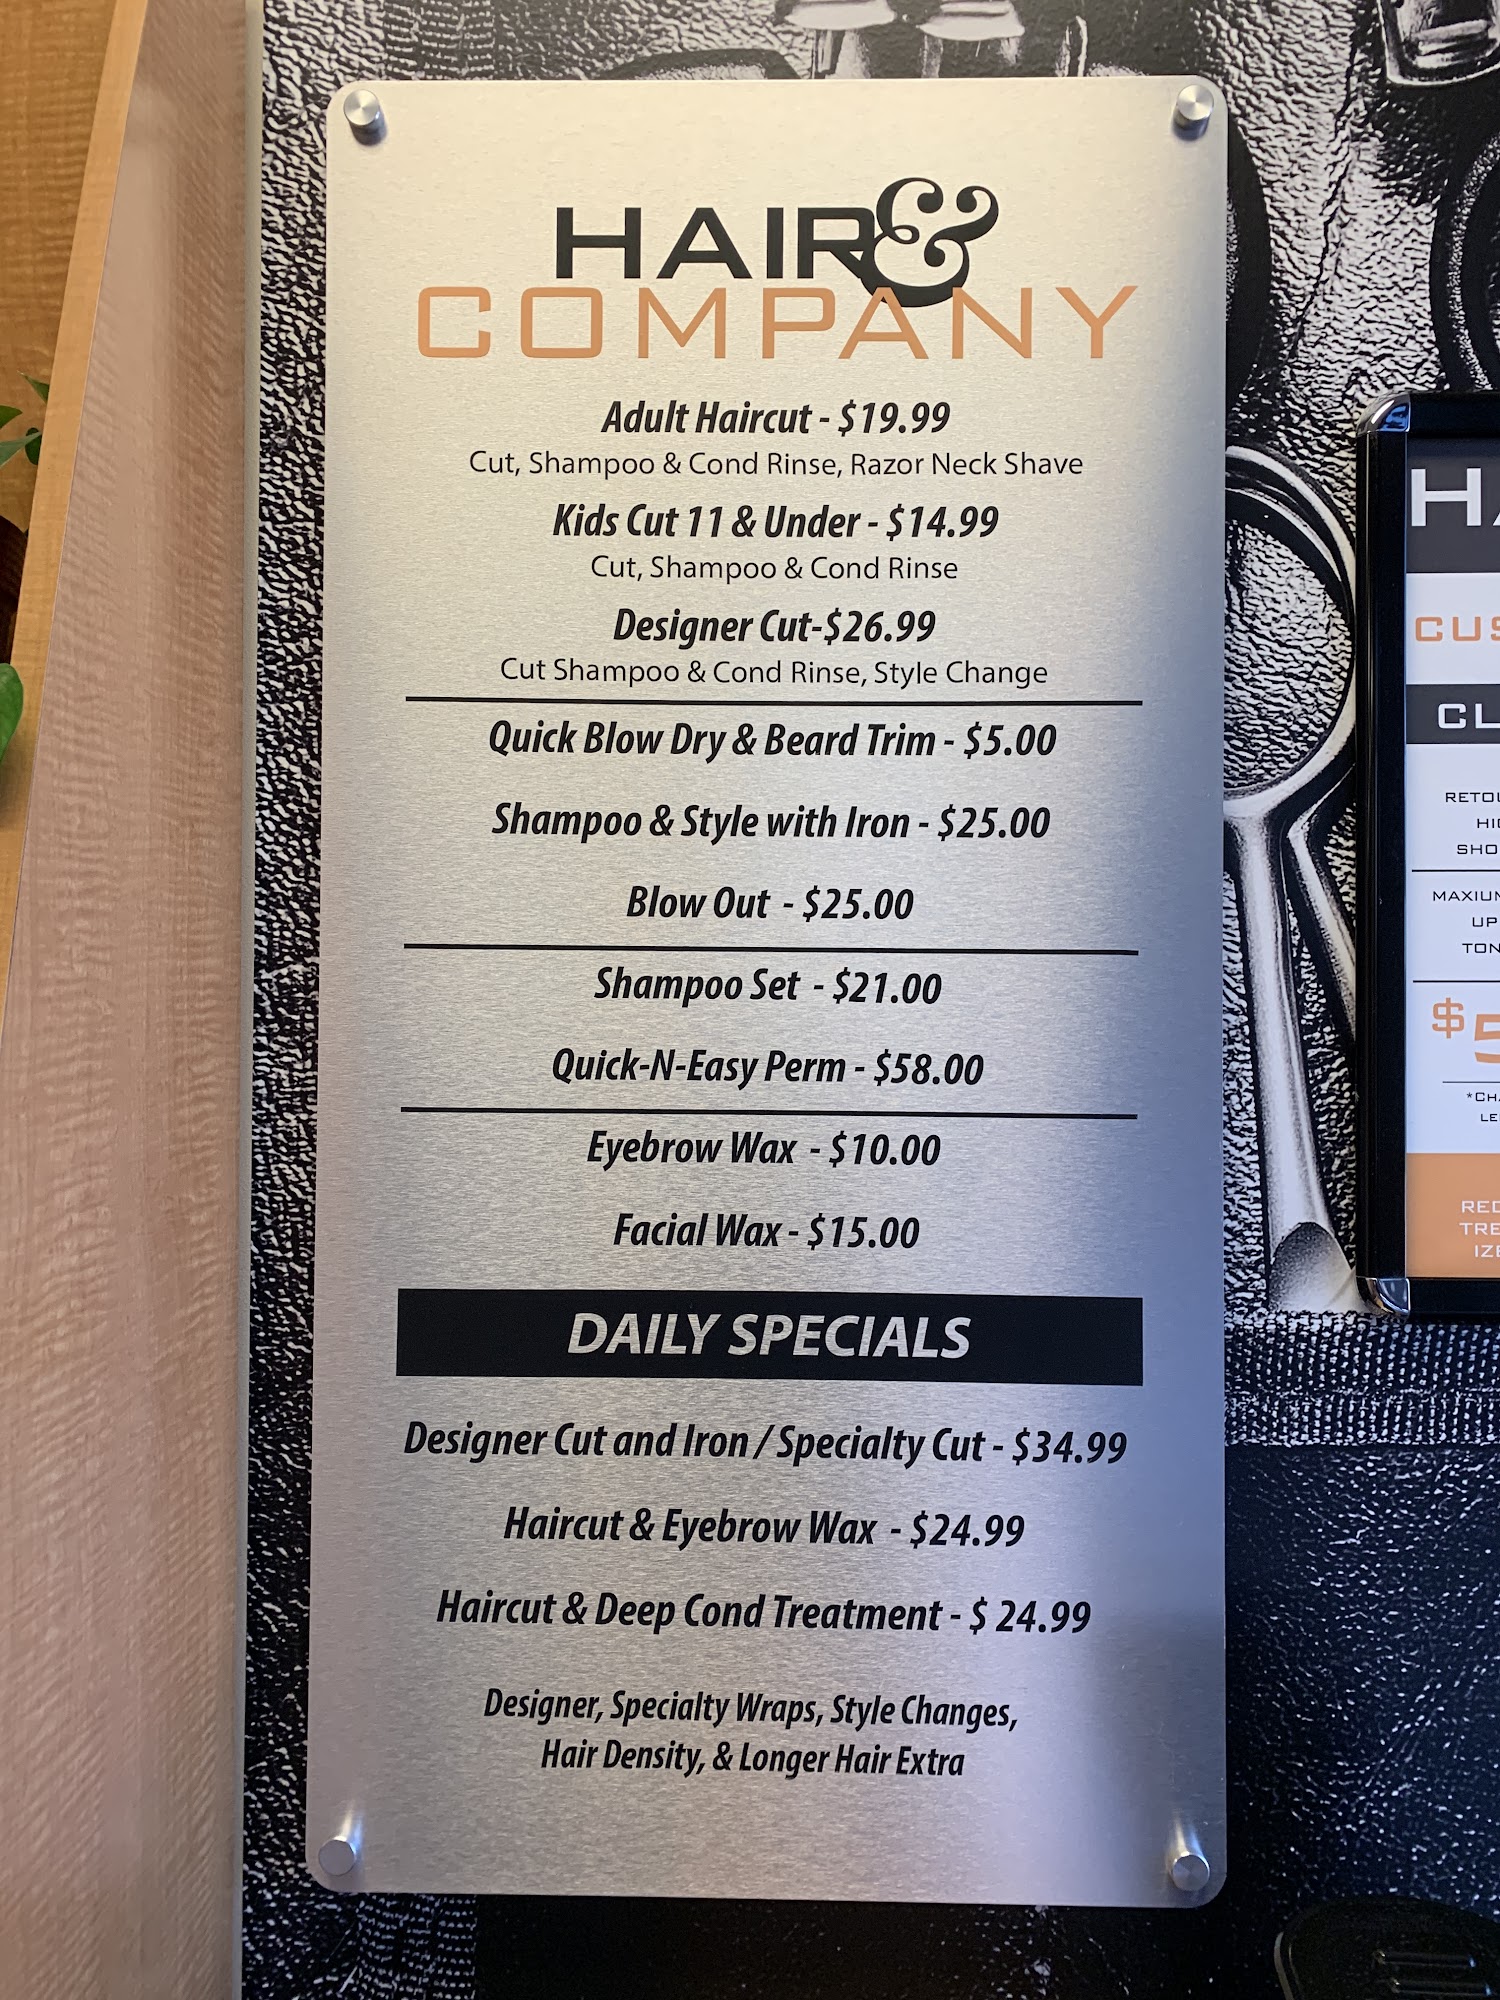 HAIR &
COMPANY
Adult Haircut - $19.99
Cut, Shampoo & Cond Rinse, Razor Neck Shave
Kids Cut 11 & Under - $14.99
Cut, Shampoo & Cond Rinse
Designer Cut-$26.99
Cut Shampoo & Cond Rinse, Style Change
Quick Blow Dry & Beard Trim - $5.00
Shampoo & Style with Iron - $25.00
Blow Out - $25.00
Shampoo Set - $21.00
Quick-N-Easy Perm - $58.00
Eyebrow Wax - $10.00
Facial Wax - $15.00
DAILY SPECIALS
Designer Cut and Iron / Specialty Cut - $34.99
Haircut & Eyebrow Wax - $24.99
Haircut & Deep Cond Treatment - $ 24.99
Designer, Specialty Wraps, Style Changes,
Hair Density, & Longer Hair Extra
UP